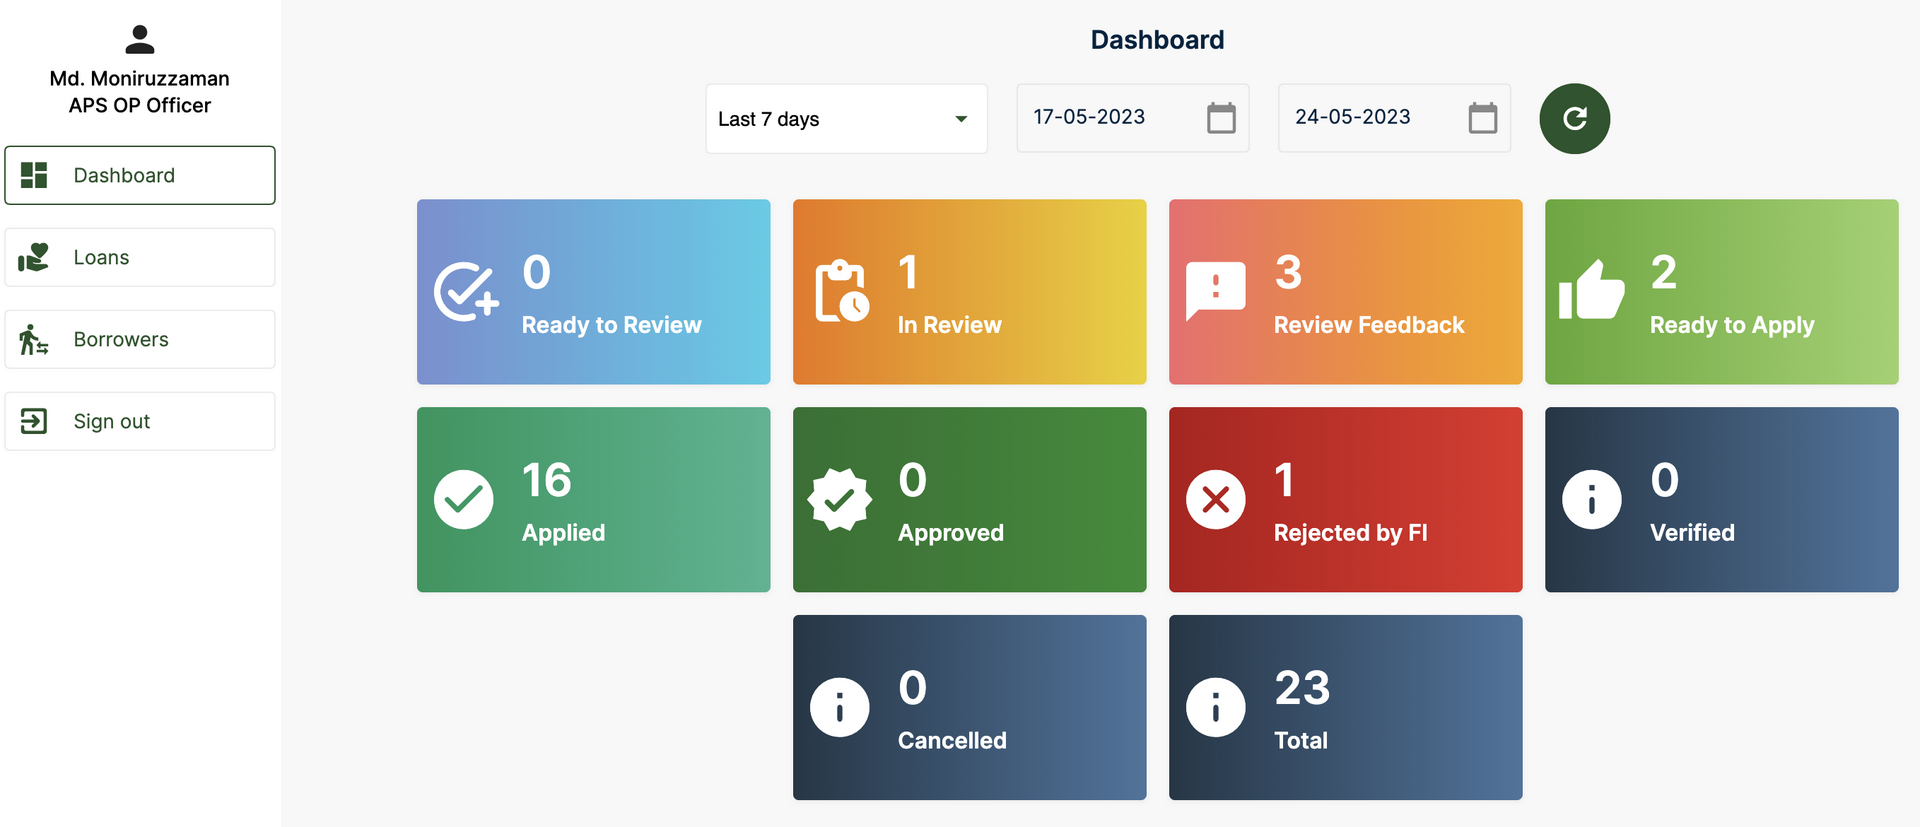 Md. Moniruzzaman
APS OP Officer
Dashboard
Loans
Borrowers
Sign out
Dashboard
Last 7 days
17-05-2023
24-05-2023
0
Ready to Review
1
In Review
3
Review Feedback
2
Ready to Apply
16
Applied
0
Approved
1
Rejected by FI
0
Verified
0
Cancelled
23
Total